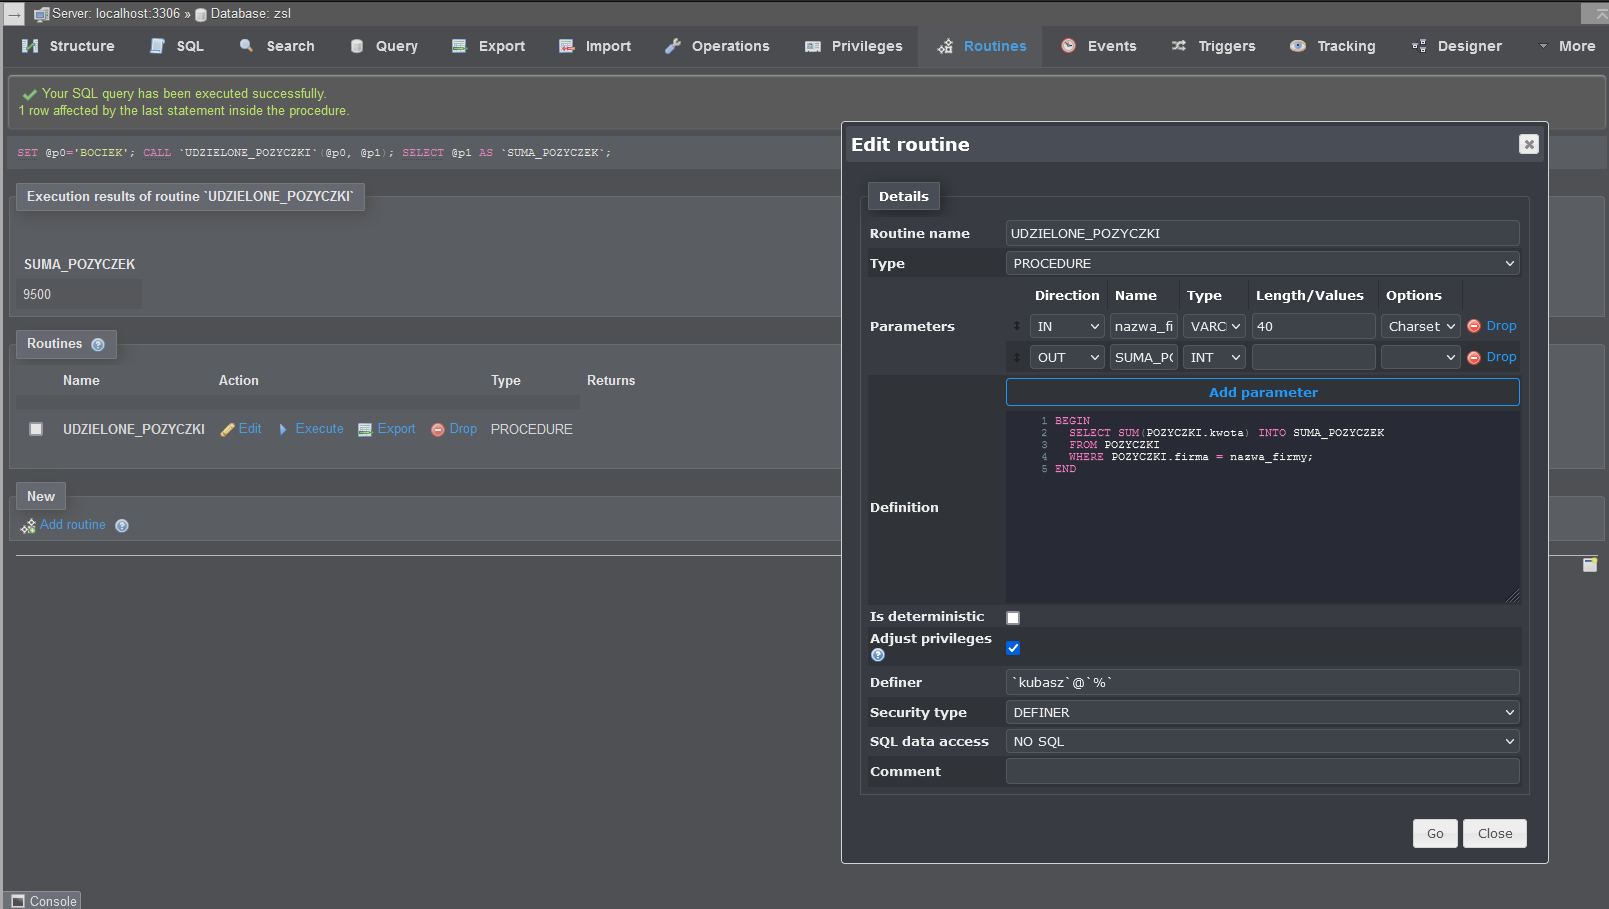 Server: localhost:3306 » Database: zsl
Structure SQL Search Query Export Import Operations Privileges Routines Events Triggers Tracking Designer More
Your SQL query has been executed successfully.
1 row affected by the last statement inside the procedure.
SET @p0='BOCIEK'; CALL `UDZIELONE_POZYCZKI`(@p0, @p1); SELECT @p1 AS `SUMA_POZYCZEK`;
Execution results of routine `UDZIELONE_POZYCZKI`
SUMA_POZYCZEK
9500
Routines
Name Action Type Returns
UDZIELONE_POZYCZKI Edit Execute Export Drop PROCEDURE
New
Add routine
Console
Edit routine
Details
Routine name UDZIELONE_POZYCZKI
Type PROCEDURE
Direction Name Type Length/Values Options
Parameters IN nazwa_fi VARC 40 Charset Drop
OUT SUMA_PO INT Drop
Add parameter
Definition
1 BEGIN
2 SELECT SUM(POZYCZKI.kwota) INTO SUMA_POZYCZEK
3 FROM POZYCZKI
4 WHERE POZYCZKI.firma = nazwa_firmy;
5 END
Is deterministic
Adjust privileges
Definer `kubasz`@`%`
Security type DEFINER
SQL data access NO SQL
Comment
Go Close